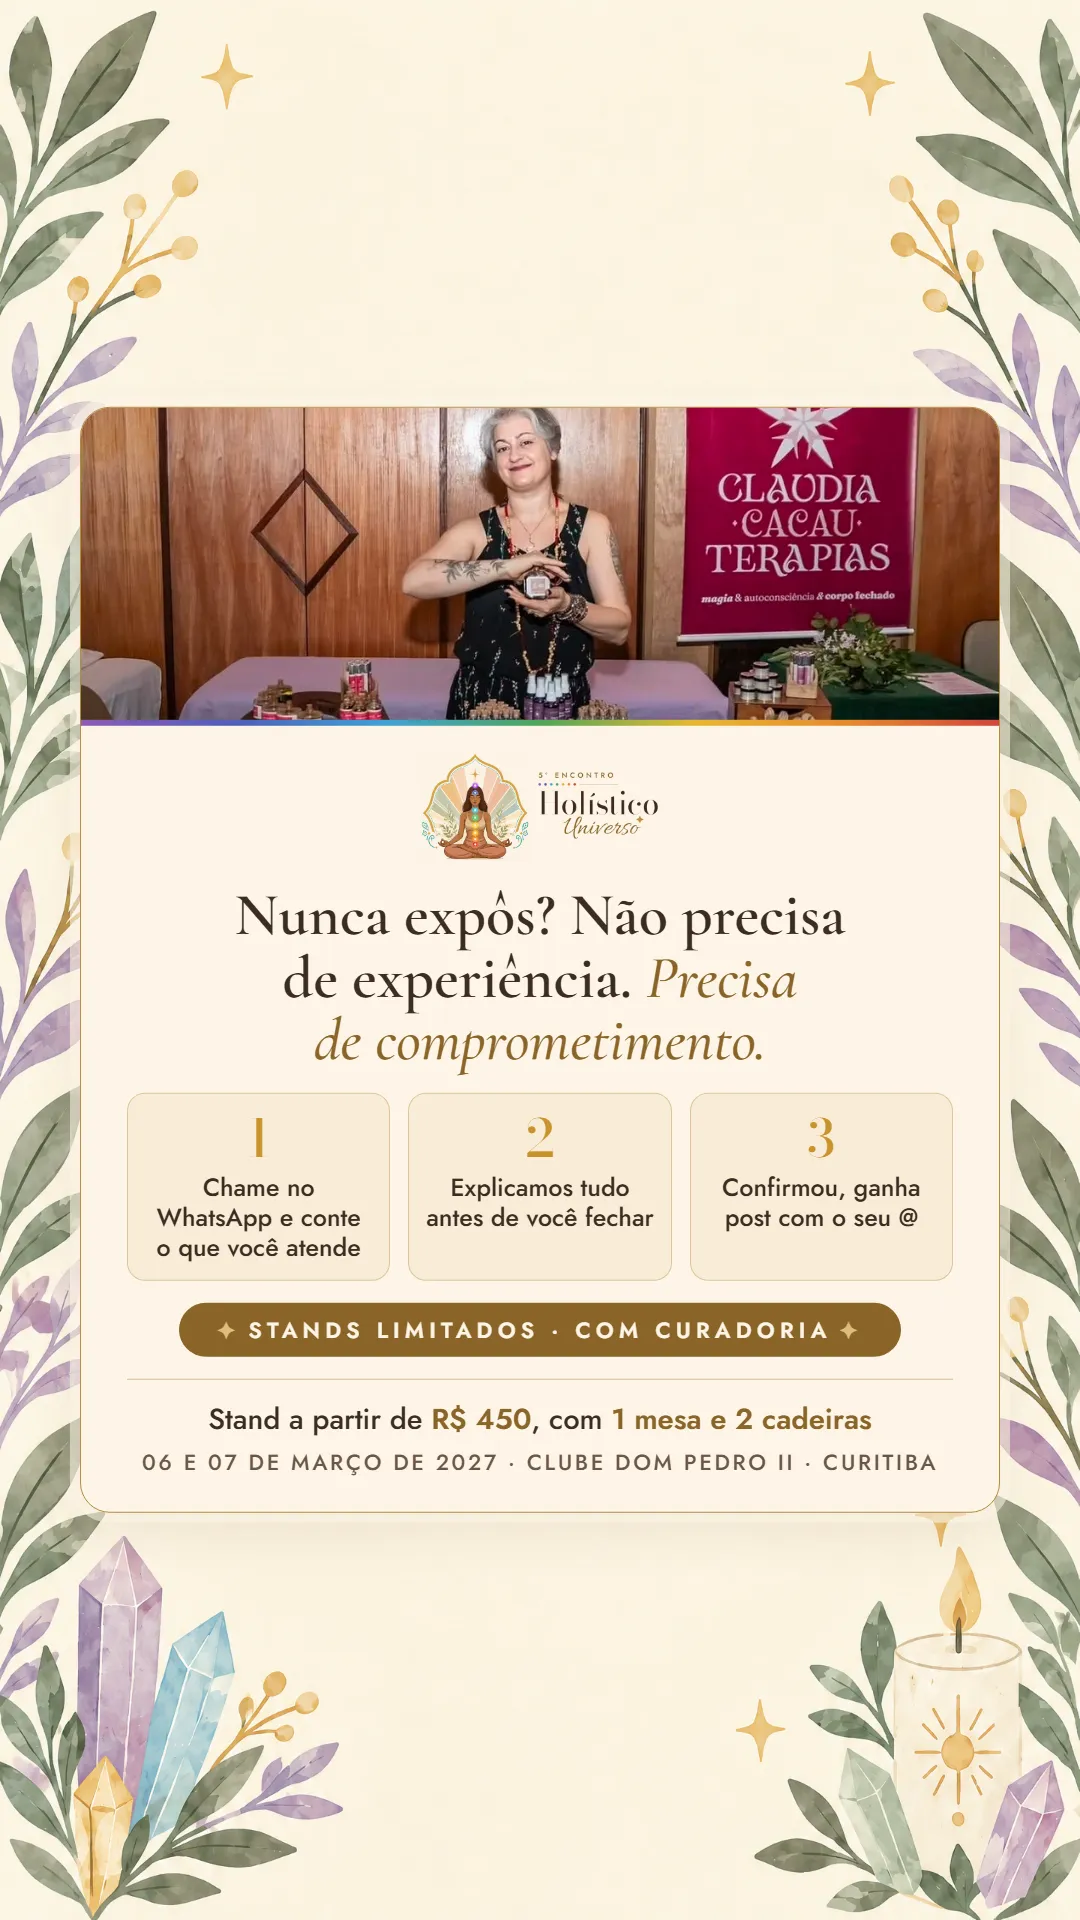 CLAUDIA
·CACAU·
TERAPIAS
magia & autoconsciência & corpo fechado
5º ENCONTRO
Holístico
Universo
Nunca expôs? Não precisa
de experiência. Precisa
de comprometimento.
1
Chame no
WhatsApp e conte
o que você atende
2
Explicamos tudo
antes de você fechar
3
Confirmou, ganha
post com o seu @
STANDS LIMITADOS · COM CURADORIA
Stand a partir de R$ 450, com 1 mesa e 2 cadeiras
06 E 07 DE MARÇO DE 2027 · CLUBE DOM PEDRO II · CURITIBA